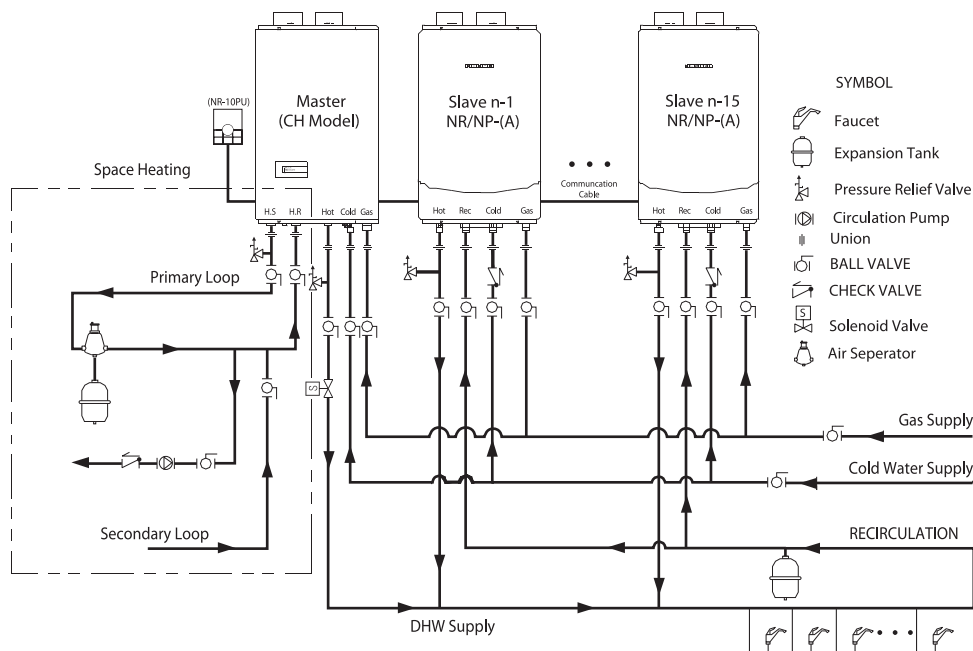 (NR-10PU)
Master
(CH Model)
Slave n-1
NR/NP-(A)
Slave n-15
NR/NP-(A)
• • •
Communcation
Cable
Space Heating
H.S H.R Hot Cold Gas
Hot Rec Cold Gas
Hot Rec Cold Gas
Primary Loop
S
Secondary Loop
DHW Supply
Gas Supply
Cold Water Supply
RECIRCULATION
• • •
SYMBOL
Faucet
Expansion Tank
Pressure Relief Valve
Circulation Pump
Union
BALL VALVE
CHECK VALVE
S
Solenoid Valve
Air Seperator